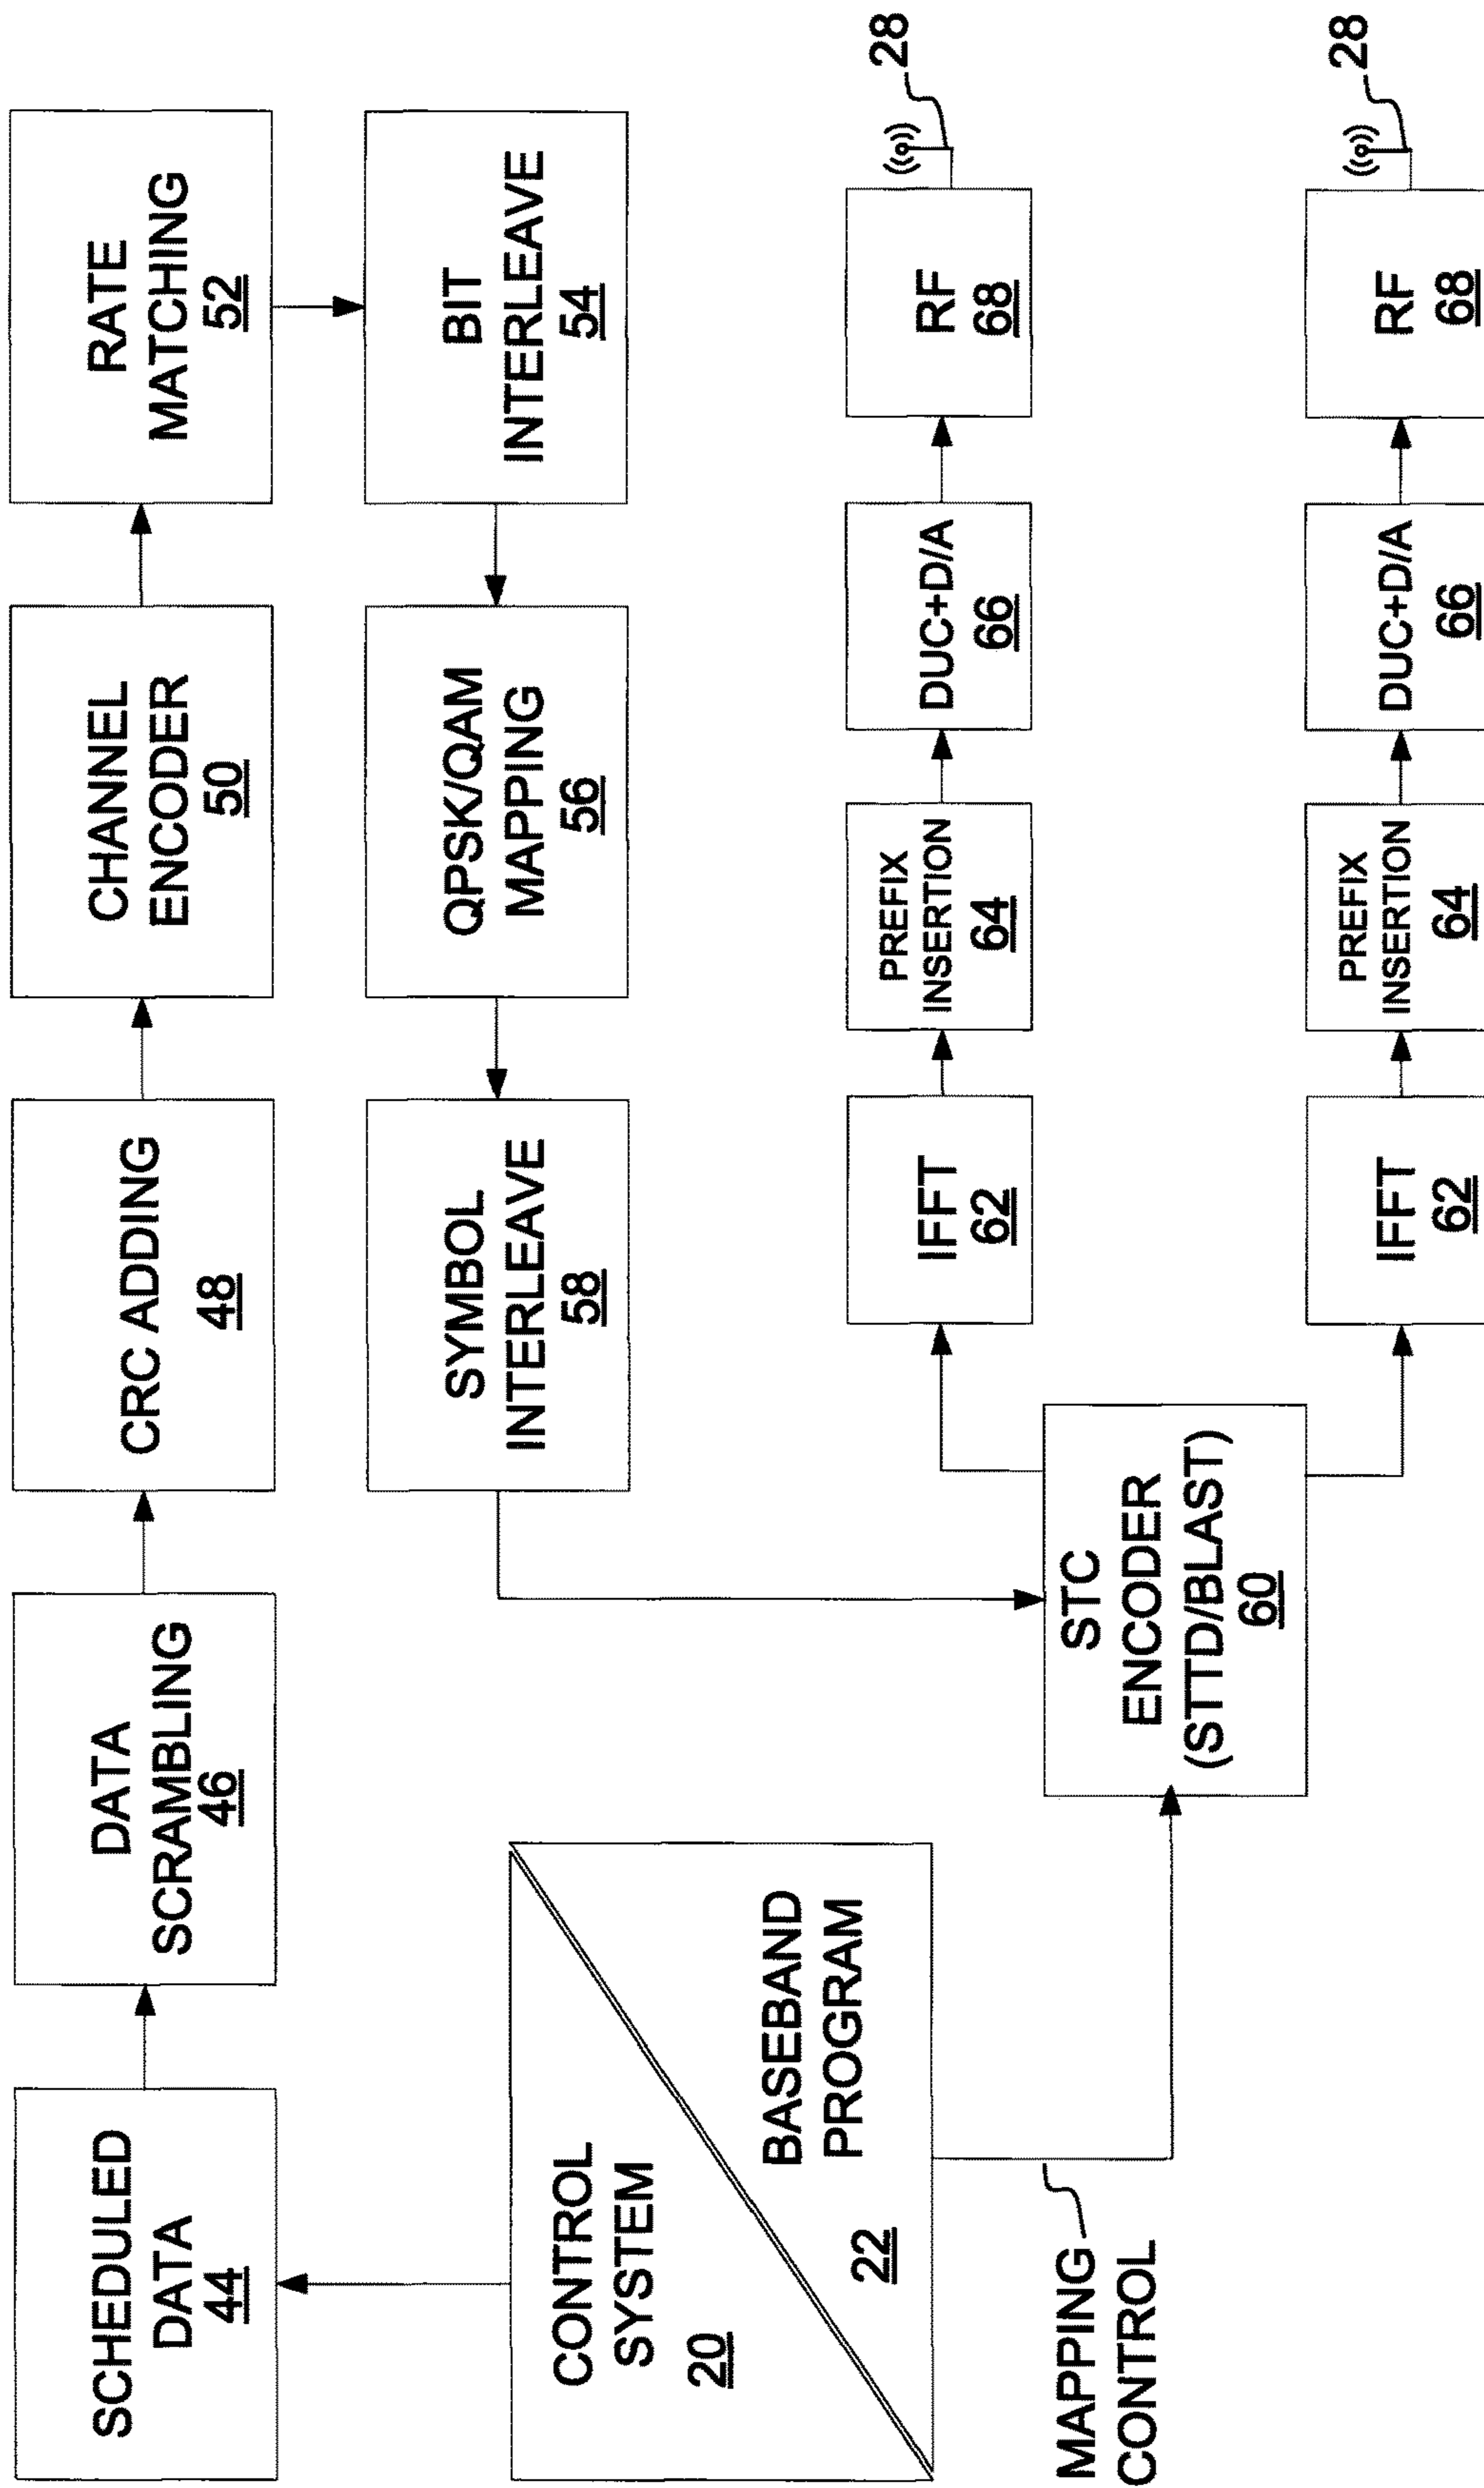 SCHEDULED
DATA
44
DATA
SCRAMBLING
46
CRC ADDING
48
CHANNEL
ENCODER
50
RATE
MATCHING
52
SYMBOL
INTERLEAVE
58
QPSK/QAM
MAPPING
56
BIT
INTERLEAVE
54
CONTROL
SYSTEM
20
BASEBAND
PROGRAM
22
MAPPING
CONTROL
STC
ENCODER
(STTD/BLAST)
60
IFFT
62
PREFIX
INSERTION
64
DUC+D/A
66
RF
68
28
IFFT
62
PREFIX
INSERTION
64
DUC+D/A
66
RF
68
28